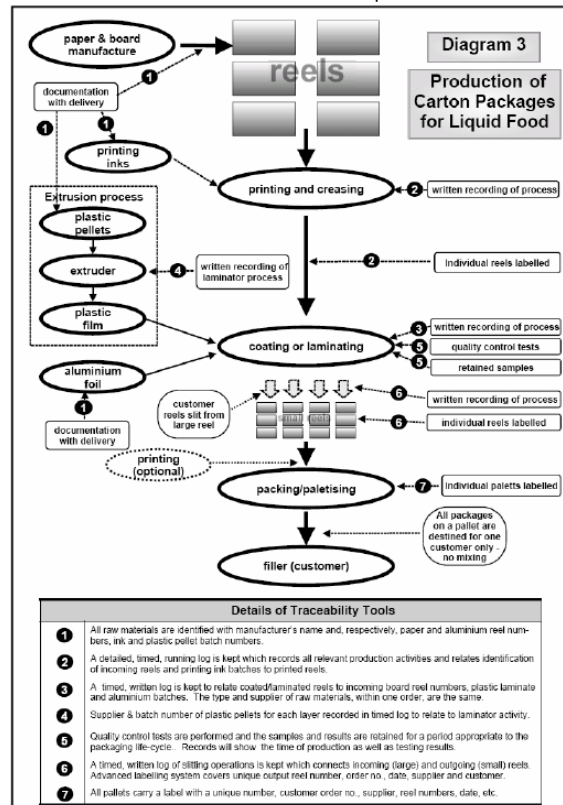 paper & board
manufacture
reels
Diagram 3
Production of
Carton Packages
for Liquid Food
1
documentation
with delivery
1
1
printing
inks
printing and creasing
2
written recording of process
Extrusion process
plastic
pellets
extruder
4
written recording of
laminator process
2
Individual reels labelled
plastic
film
coating or laminating
3
written recording of process
5
quality control tests
5
retained samples
aluminium
foil
1
documentation
with delivery
customer
reels slit from
large reel
small reels
6
written recording of process
6
individual reels labelled
printing
(optional)
packing/paletising
7
Individual paletts labelled
All packages
on a pallet are
destined for one
customer only -
no mixing
filler (customer)
Details of Traceability Tools
1 All raw materials are identified with manufacturer's name and, respectively, paper and aluminium reel num-
bers, ink and plastic pellet batch numbers.
2 A detailed, timed, running log is kept which records all relevant production activities and relates identification
of incoming reels and printing ink batches to printed reels.
3 A timed, written log is kept to relate coated/laminated reels to incoming board reel numbers, plastic laminate
and aluminium batches. The type and supplier of raw materials, within one order, are the same.
4 Supplier & batch number of plastic pellets for each layer recorded in timed log to relate to laminator activity.
5 Quality control tests are performed and the samples and results are retained for a period appropriate to the
packaging life-cycle.. Records will show the time of production as well as testing results.
6 A timed, written log of slitting operations is kept which connects incoming (large) and outgoing (small) reels.
Advanced labelling system covers unique output reel number, order no., date, supplier and customer.
7 All pallets carry a label with a unique number, customer order no., supplier, reel numbers, date, etc.